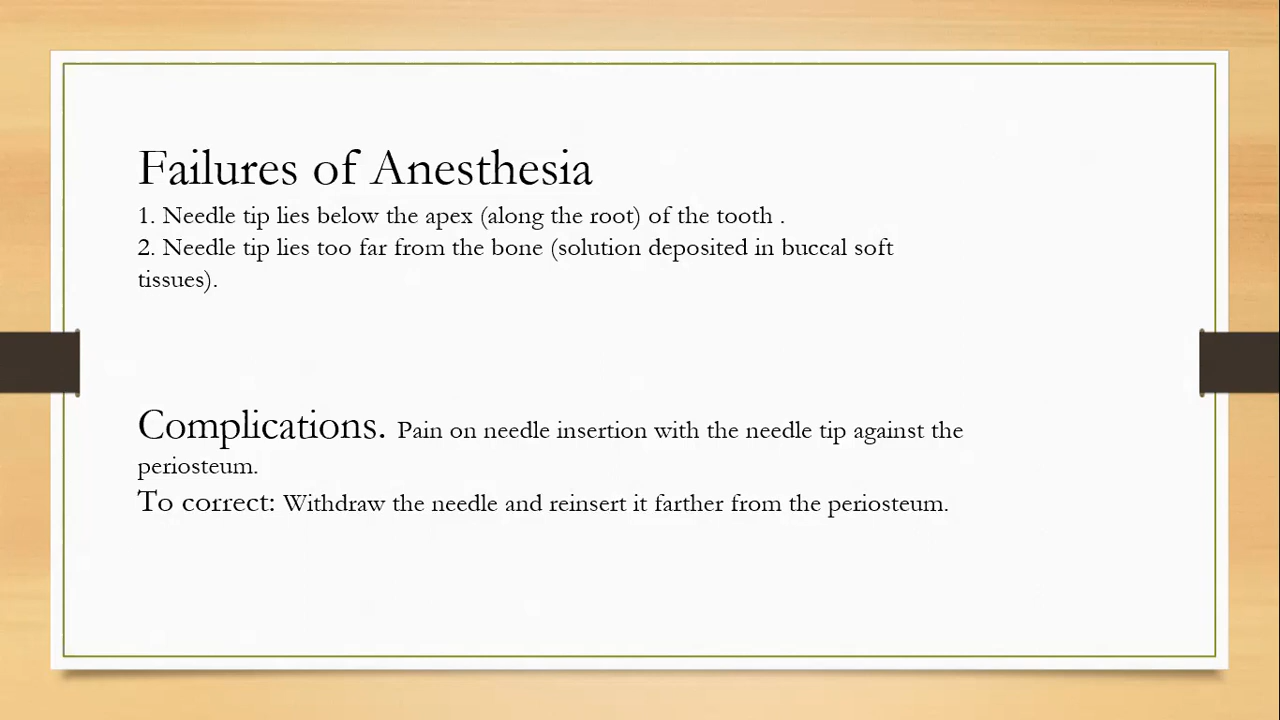 Failures of Anesthesia
1. Needle tip lies below the apex (along the root) of the tooth .
2. Needle tip lies too far from the bone (solution deposited in buccal soft
tissues).
Complications. Pain on needle insertion with the needle tip against the
periosteum.
To correct: Withdraw the needle and reinsert it farther from the periosteum.